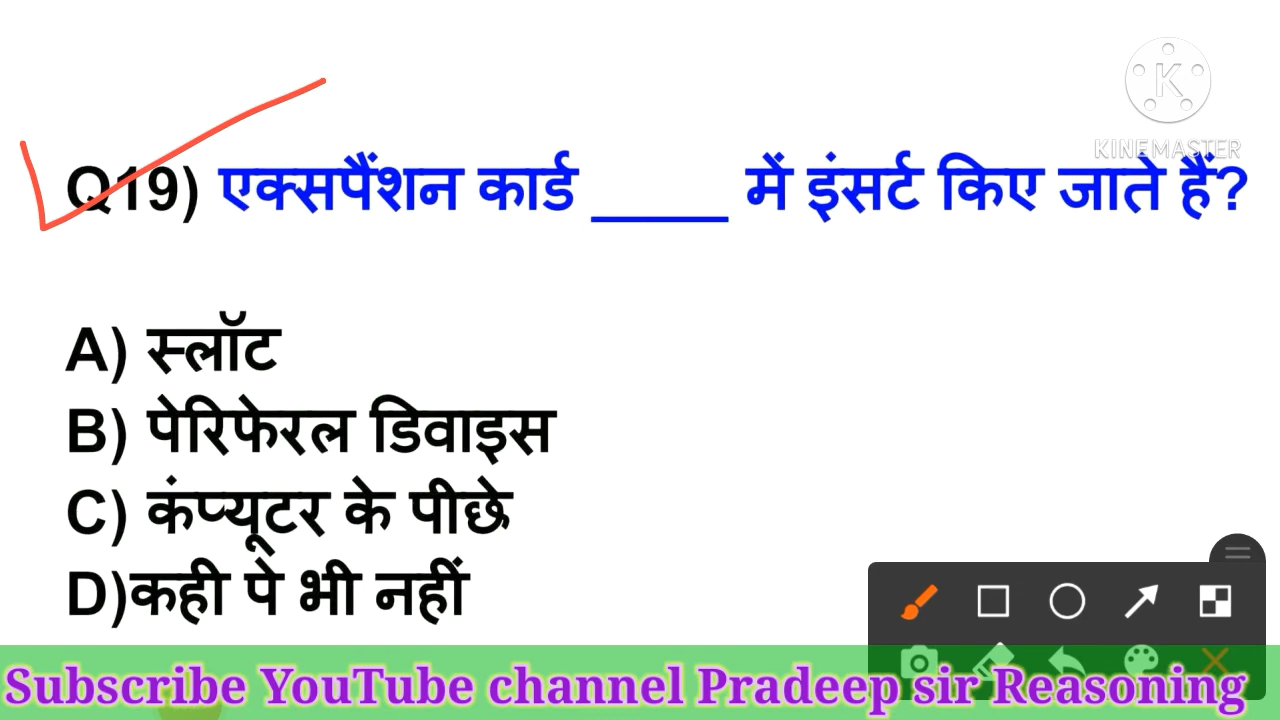 KINEMASTER
Q19) एक्सपैंशन कार्ड ____ में इंसर्ट किए जाते हैं?
A) स्लॉट
B) पेरिफेरल डिवाइस
C) कंप्यूटर के पीछे
D)कही पे भी नहीं
Subscribe YouTube channel Pradeep sir Reasoning